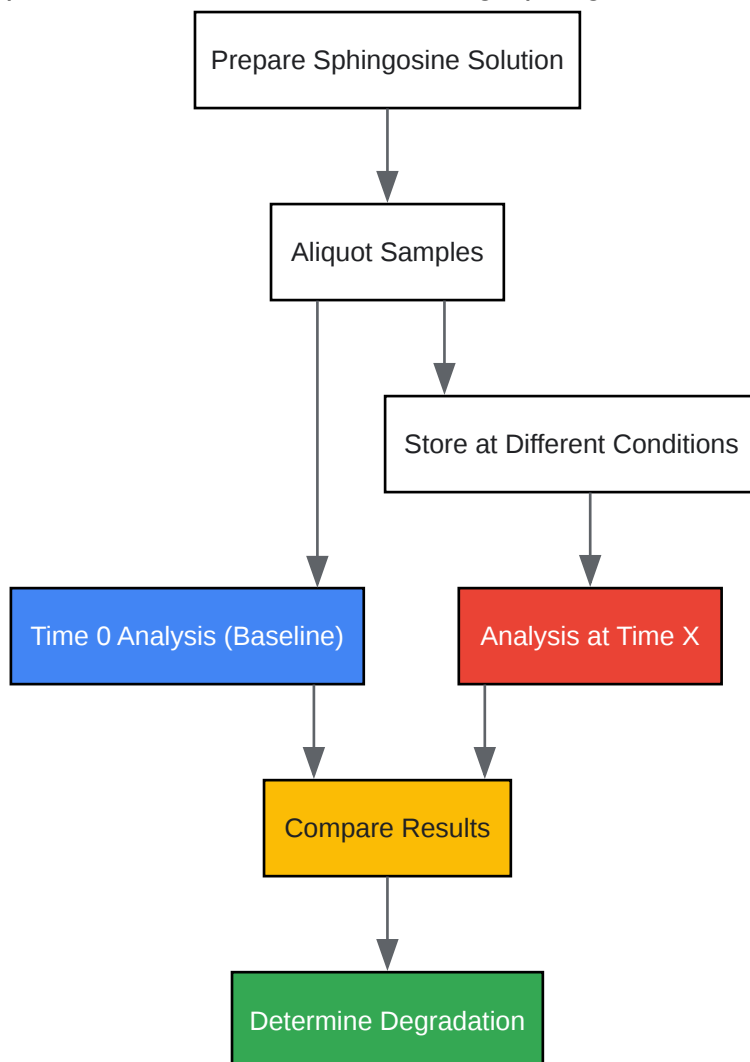 Prepare Sphingosine Solution
Aliquot Samples
Store at Different Conditions
Time 0 Analysis (Baseline)
Analysis at Time X
Compare Results
Determine Degradation